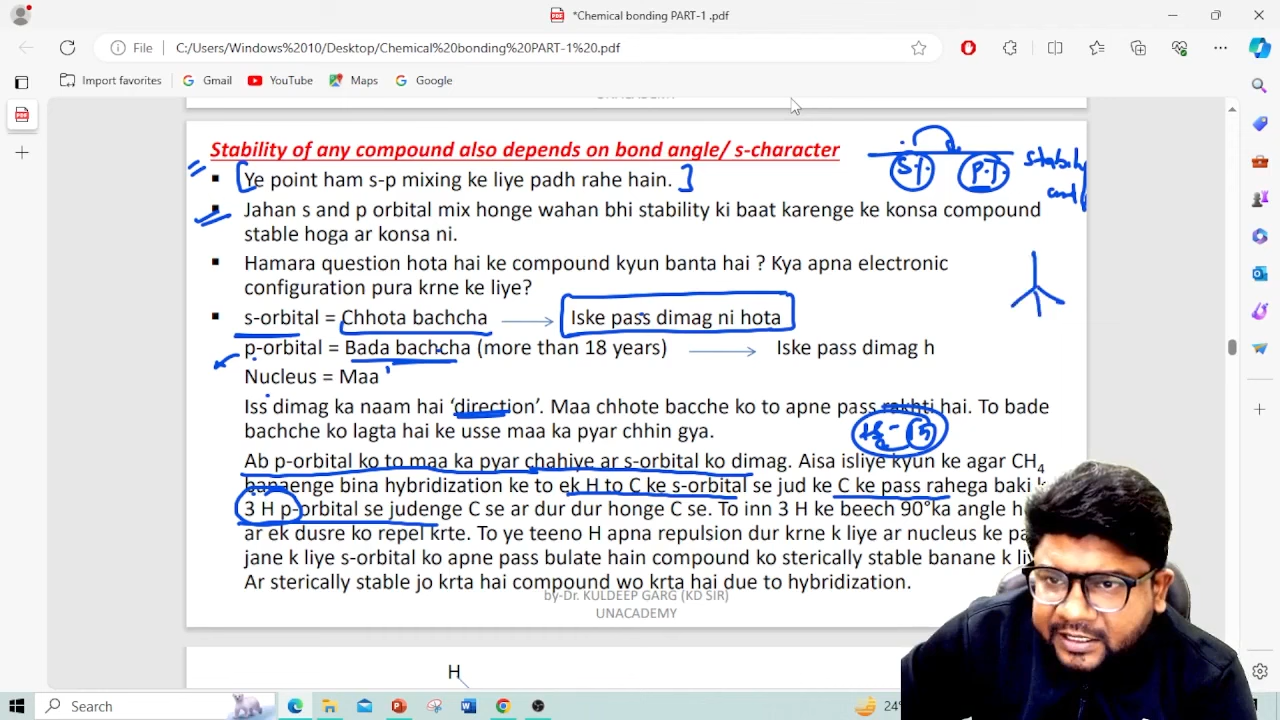 *Chemical bonding PART-1 .pdf
File
C:/Users/Windows%2010/Desktop/Chemical%20bonding%20PART-1%20.pdf
Import favorites Gmail YouTube Maps Google
Stability of any compound also depends on bond angle/ s-character
Ye point ham s-p mixing ke liye padh rahe hain.
Jahan s and p orbital mix honge wahan bhi stability ki baat karenge ke konsa compound
stable hoga ar konsa ni.
Hamara question hota hai ke compound kyun banta hai ? Kya apna electronic
configuration pura krne ke liye?
s-orbital = Chhota bachcha Iske pass dimag ni hota
p-orbital = Bada bachcha (more than 18 years) Iske pass dimag h
Nucleus = Maa
Iss dimag ka naam hai ‘direction’. Maa chhote bacche ko to apne pass rakhti hai. To bade
bachche ko lagta hai ke usse maa ka pyar chhin gya.
Ab p-orbital ko to maa ka pyar chahiye ar s-orbital ko dimag. Aisa isliye kyun ke agar CH₄
banaenge bina hybridization ke to ek H to C ke s-orbital se jud ke C ke pass rahega baki
3 H p-orbital se judenge C se ar dur dur honge C se. To inn 3 H ke beech 90°ka angle
ar ek dusre ko repel krte. To ye teeno H apna repulsion dur krne k liye ar nucleus ke
jane k liye s-orbital ko apne pass bulate hain compound ko sterically stable banane k
Ar sterically stable jo krta hai compound wo krta hai due to hybridization.
by-Dr. KULDEEP GARG (KD SIR)
UNACADEMY
S%. P%. stability
and
H
Search
24°